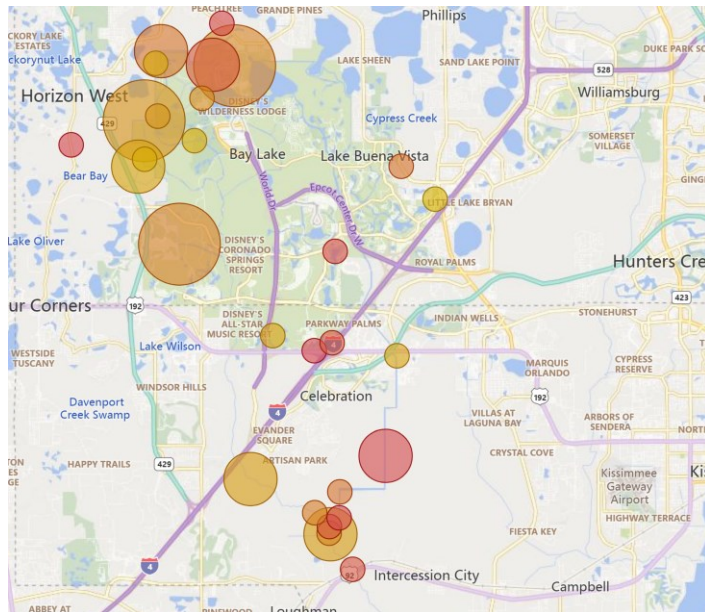 PEACHTREE
GRANDE PINES
Phillips
ICKORY LAKE
ESTATES
LAKE SHEEN
SAND LAKE POINT
DUKE PARK SO
ckorynut Lake
528
Horizon West
DISNEY'S
WILDERNESS LODGE
Williamsburg
429
Cypress Creek
SOMERSET
VILLAGE
Bay Lake
Lake Buena Vista
Bear Bay
World Dr
Epcot Center Dr W
LITTLE LAKE BRYAN
GING
Lake Oliver
DISNEY'S
CORONADO
SPRINGS
RESORT
ROYAL PALMS
Hunters Cre
ur Corners
192
423
DISNEY'S
ALL-STAR
MUSIC RESORT
PARKWAY PALMS
INDIAN WELLS
STONEHURST
Lake Wilson
4
WESTSIDE
TUSCANY
WINDSOR HILLS
MARQUIS
ORLANDO
CYPRESS
RESERVE
Davenport
Creek Swamp
Celebration
192
4
EVANDER
SQUARE
VILLAS AT
LAGUNA BAY
ARBORS OF
SENDERA
NORT
HAPPY TRAILS
429
ARTISAN PARK
CRYSTAL COVE
Kis
Kissimmee
Gateway
Airport
FIESTA KEY
HIGHWAY TERRACE
4
92
Intercession City
Campbell
ABBEY AT
PINEWOOD
Loughman